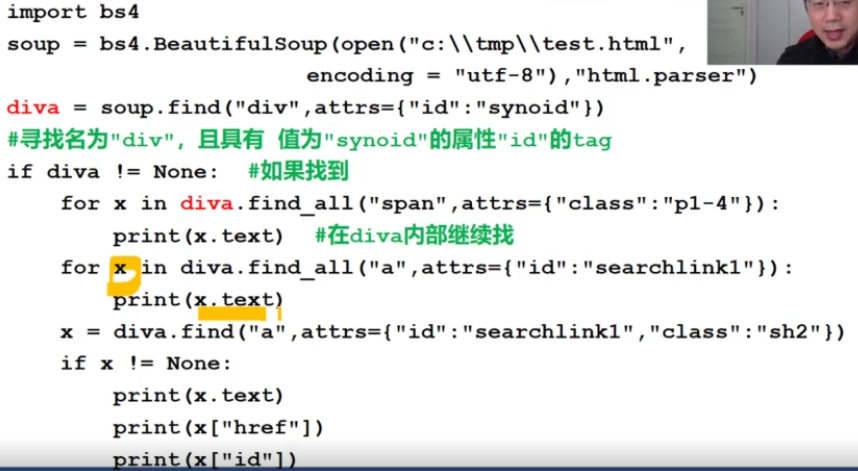 import bs4
soup = bs4.BeautifulSoup(open("c:\\tmp\\test.html",
encoding = "utf-8"),"html.parser")
diva = soup.find("div",attrs={"id":"synoid"})
#寻找名为"div"，且具有 值为"synoid"的属性"id"的tag
if diva != None: #如果找到
for x in diva.find_all("span",attrs={"class":"p1-4"}):
print(x.text) #在diva内部继续找
for x in diva.find_all("a",attrs={"id":"searchlink1"}):
print(x.text)
x = diva.find("a",attrs={"id":"searchlink1","class":"sh2"})
if x != None:
print(x.text)
print(x["href"])
print(x["id"])